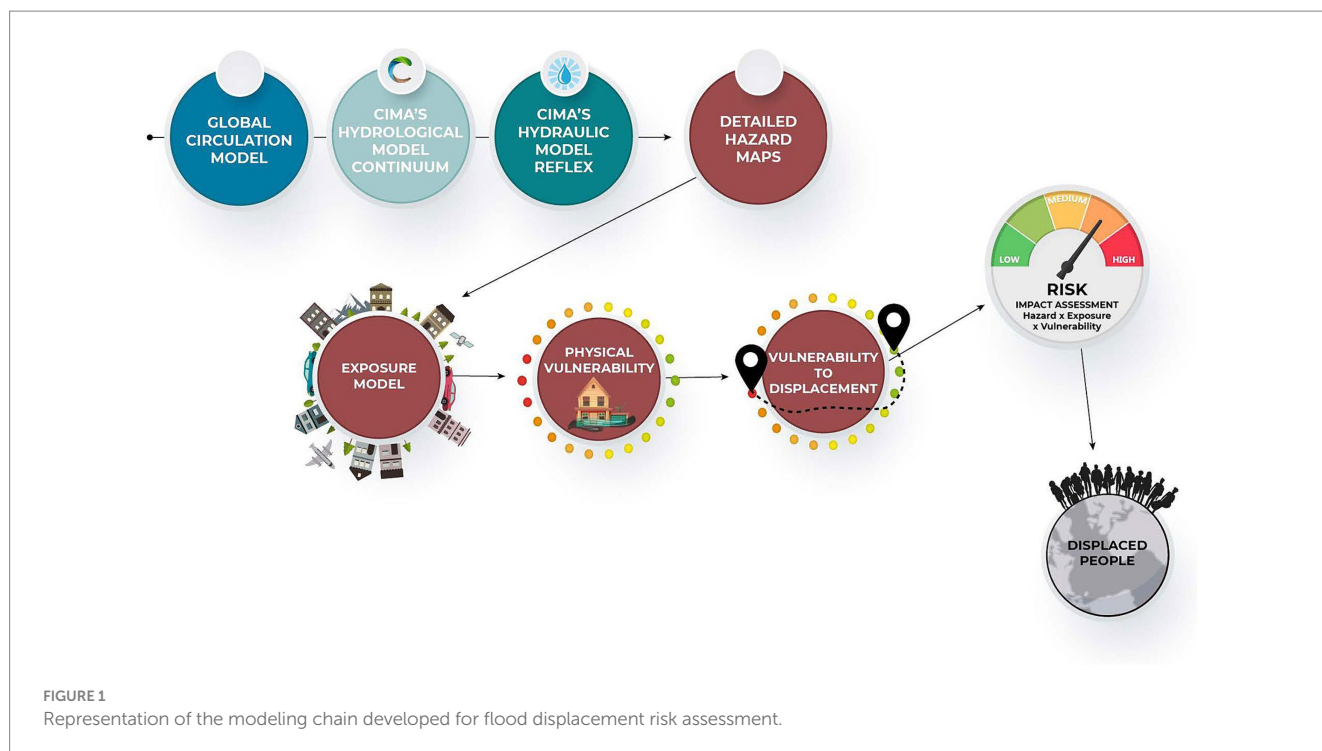 GLOBAL
CIRCULATION
MODEL
CIMA'S
HYDROLOGICAL
MODEL
CONTINUUM
CIMA'S
HYDRAULIC
MODEL
REFLEX
DETAILED
HAZARD
MAPS
EXPOSURE
MODEL
PHYSICAL
VULNERABILITY
VULNERABILITY
TO
DISPLACEMENT
LOW
MEDIUM
HIGH
RISK
IMPACT ASSESSMENT
Hazard x Exposure
x Vulnerability
DISPLACED
PEOPLE
FIGURE 1
Representation of the modeling chain developed for flood displacement risk assessment.